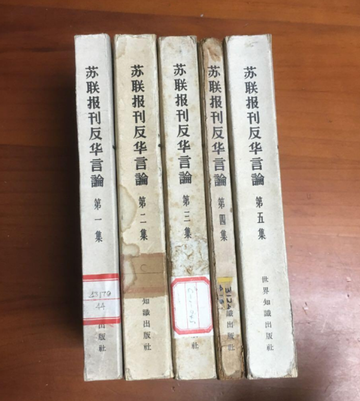 苏联报刊反华言論 第一集
出版社
苏联报刊反华言論 第二集
知識出版社
苏联报刊反华言論 第三集
社
苏联报刊反华言論 第四集
苏联报刊反华言論 第五集
世界知識出版社